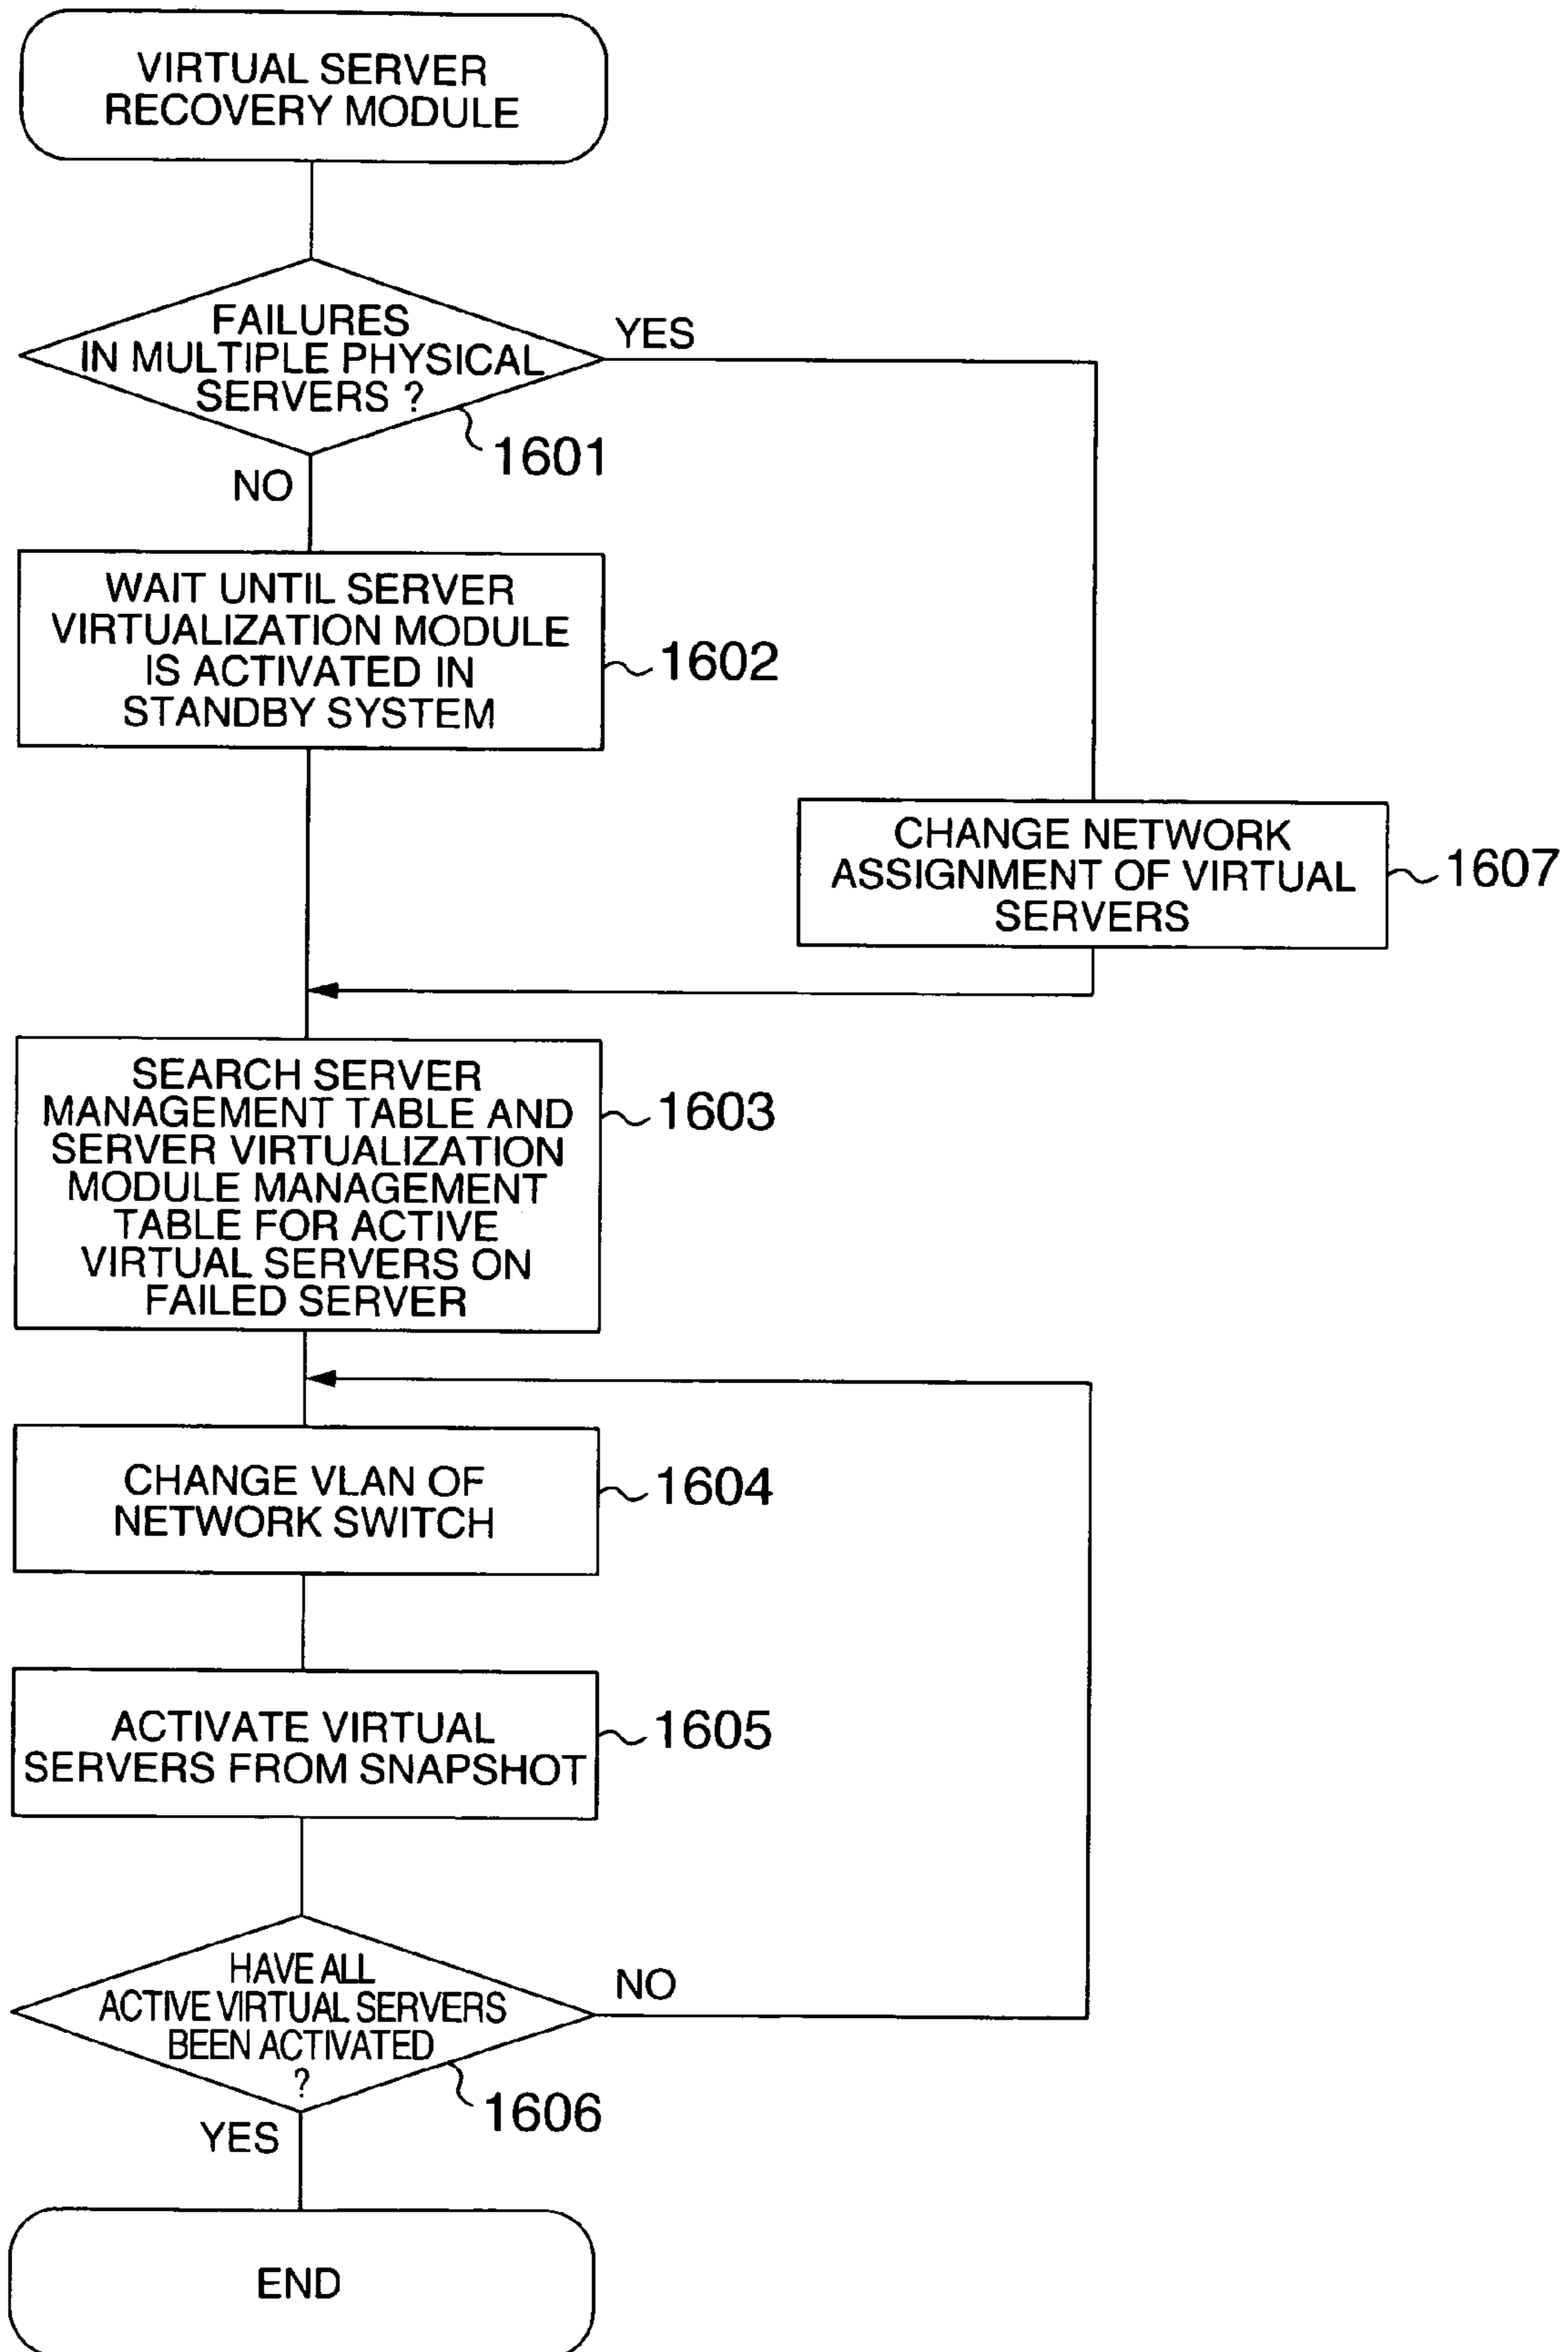 VIRTUAL SERVER
RECOVERY MODULE
FAILURES
IN MULTIPLE PHYSICAL
SERVERS ?
YES
1601
NO
WAIT UNTIL SERVER
VIRTUALIZATION MODULE
IS ACTIVATED IN
STANDBY SYSTEM
1602
CHANGE NETWORK
ASSIGNMENT OF VIRTUAL
SERVERS
1607
SEARCH SERVER
MANAGEMENT TABLE AND
SERVER VIRTUALIZATION
MODULE MANAGEMENT
TABLE FOR ACTIVE
VIRTUAL SERVERS ON
FAILED SERVER
1603
CHANGE VLAN OF
NETWORK SWITCH
1604
ACTIVATE VIRTUAL
SERVERS FROM SNAPSHOT
1605
HAVE ALL
ACTIVE VIRTUAL SERVERS
BEEN ACTIVATED
?
NO
1606
YES
END